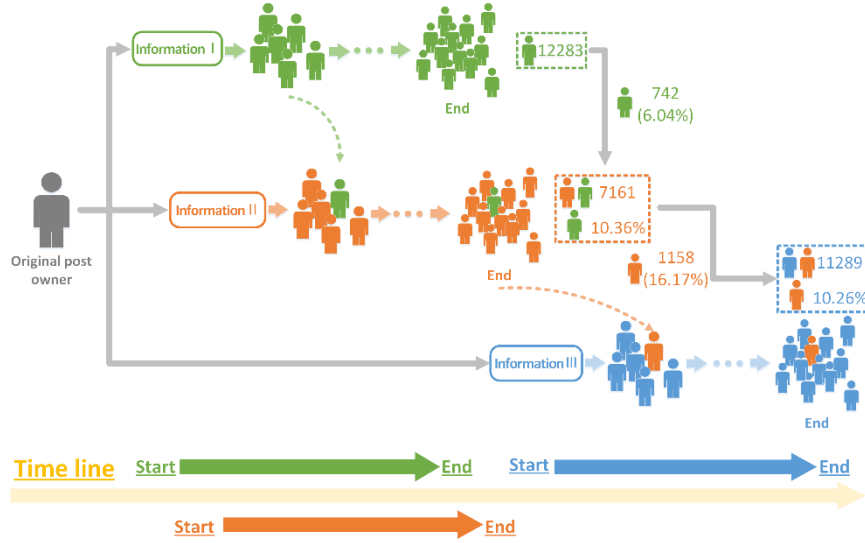 Information Ⅰ
12283
742
(6.04%)
End
Original post
owner
Information Ⅱ
7161
10.36%
End
1158
(16.17%)
11289
10.26%
Information Ⅲ
End
Time line
Start
End
Start
End
Start
End